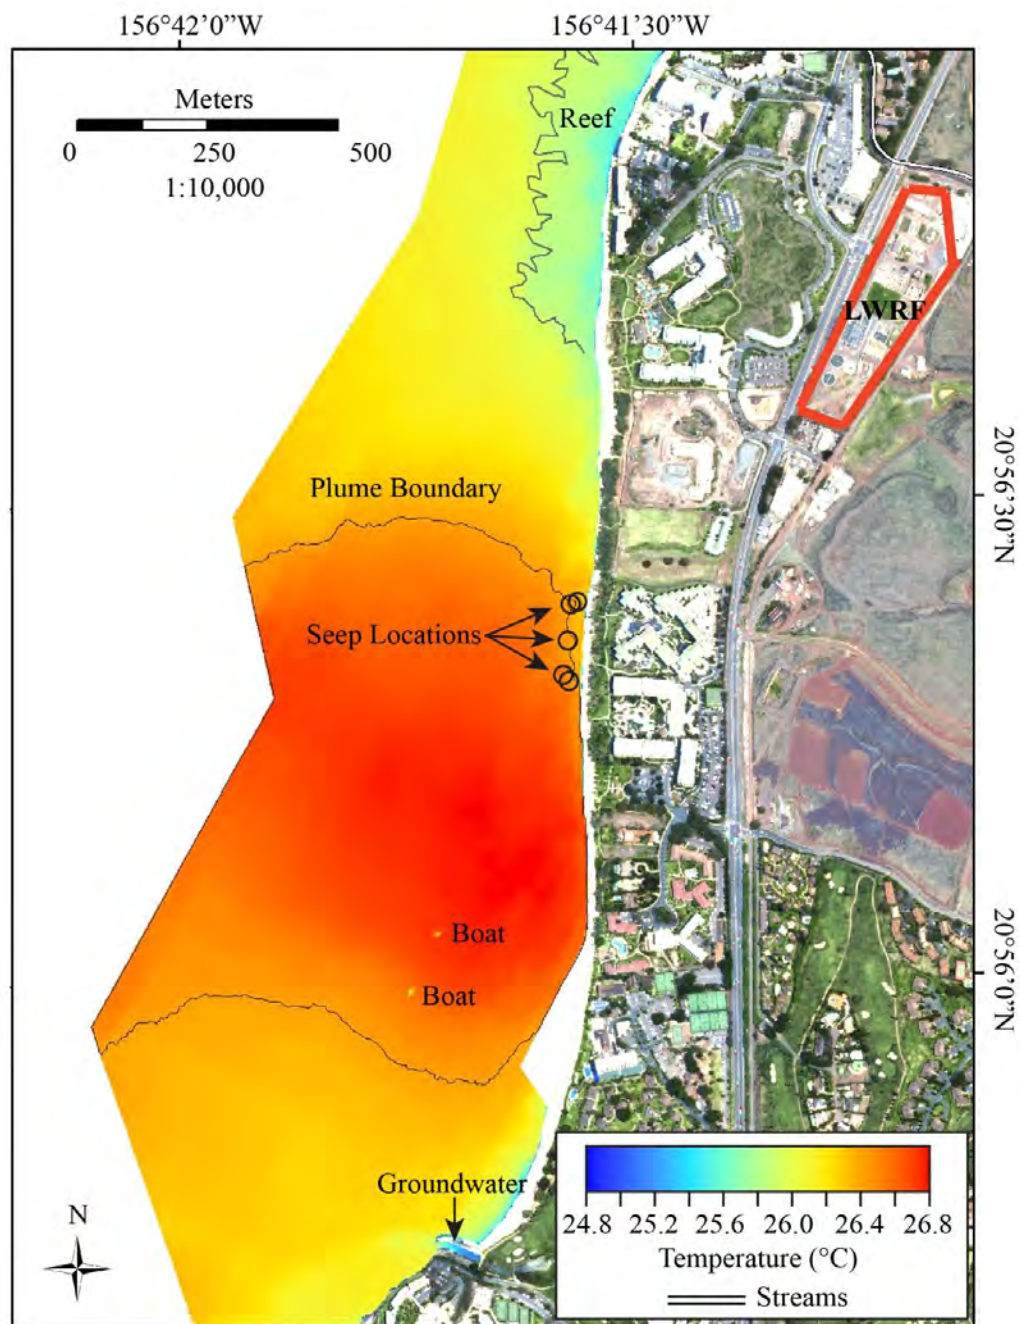 156°42’0”W
156°41’30”W
Meters
0 250 500
1:10,000
Reef
LWRF
20°56’30”N
Plume Boundary
Seep Locations
Boat
20°56’0”N
Boat
Groundwater
N
24.8 25.2 25.6 26.0 26.4 26.8
Temperature (°C)
Streams